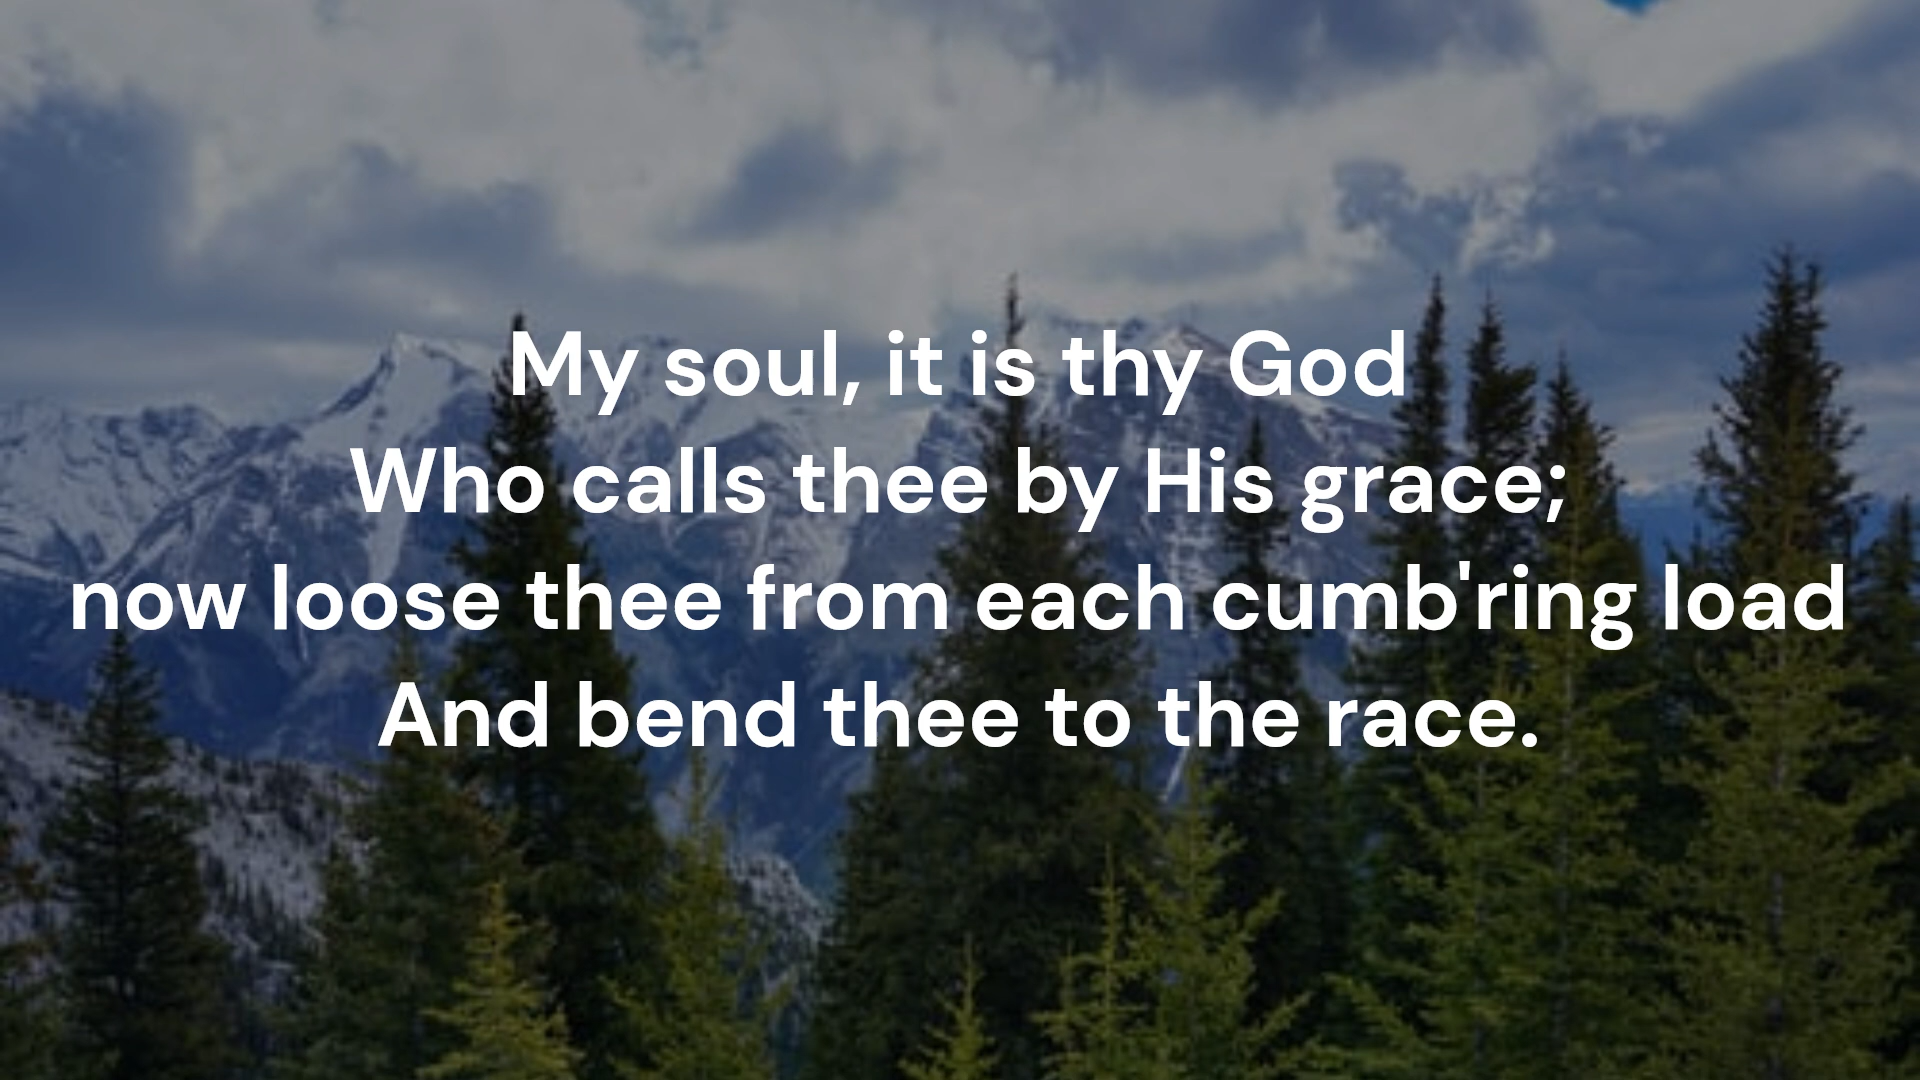 My soul, it is thy God
Who calls thee by His grace;
now loose thee from each cumb'ring load
And bend thee to the race.